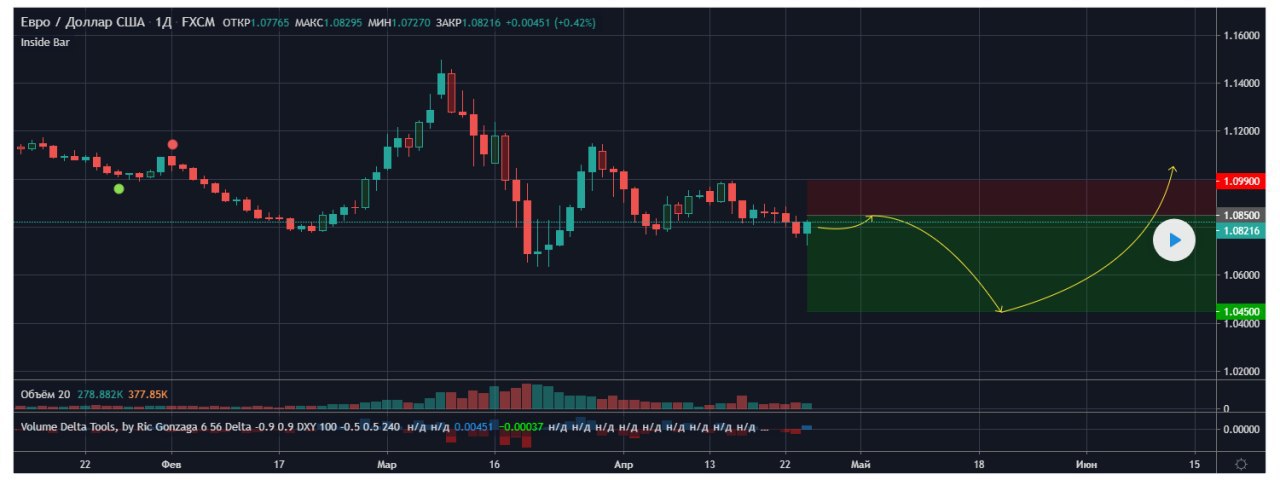 Евро / Доллар США · 1Д · FXCM ОТКР1.07765 МАКС1.08295 МИН1.07270 ЗАКР1.08216 +0.00451 (+0.42%)
Inside Bar
1.16000
1.14000
1.12000
1.09900
1.08500
1.08216
1.06000
1.04500
1.04000
1.02000
Объём 20 278.882K 377.85K
0
Volume Delta Tools, by Ric Gonzaga 6 56 Delta -0.9 0.9 DXY 100 -0.5 0.5 240 н/д н/д 0.00451 −0.00037 н/д н/д н/д н/д н/д н/д н/д н/д н/д ...
0.00000
22 Фев 17 Мар 16 Апр 13 22 Май 18 Июн 15